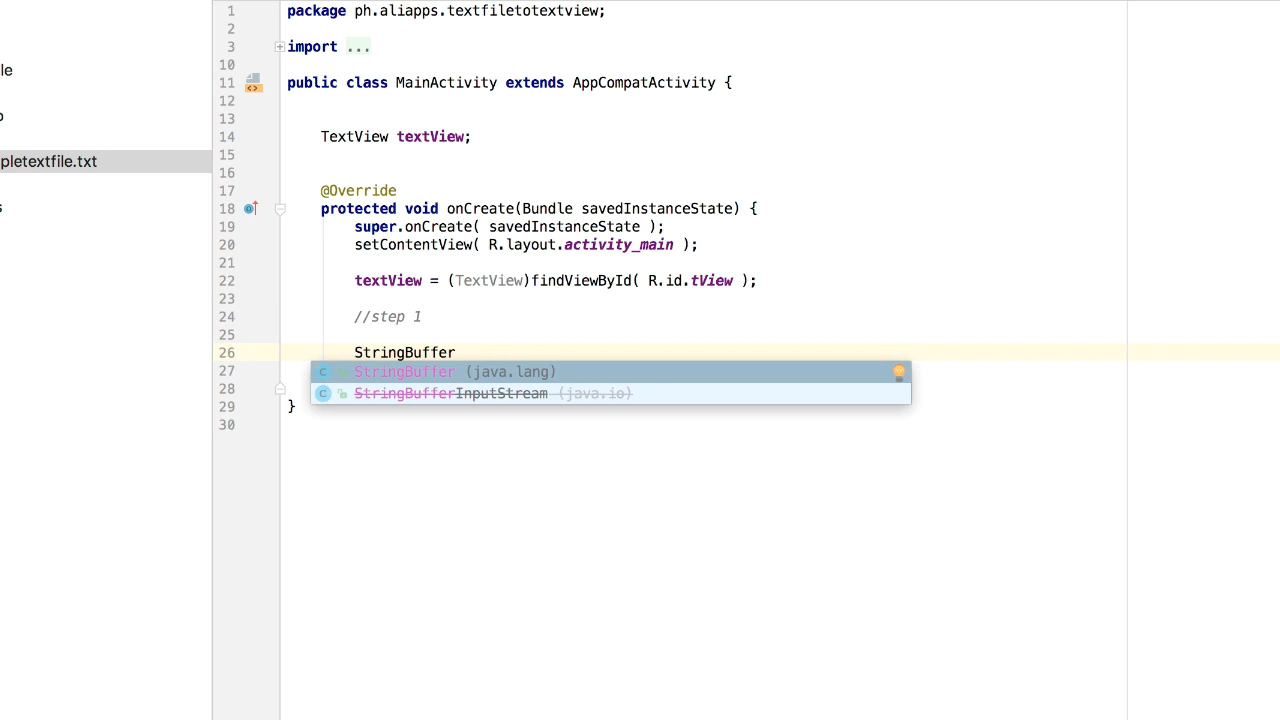 1 package ph.aliapps.textfiletotextview;
2
3 import ...
10
11 public class MainActivity extends AppCompatActivity {
12
13
14 TextView textView;
15
16
17 @Override
18 protected void onCreate(Bundle savedInstanceState) {
19 super.onCreate( savedInstanceState );
20 setContentView( R.layout.activity_main );
21
22 textView = (TextView)findViewById( R.id.tView );
23
24 //step 1
25
26 StringBuffer
27 C StringBuffer (java.lang)
28 C StringBufferInputStream (java.io)
29 }
30
le
pletextfile.txt
s